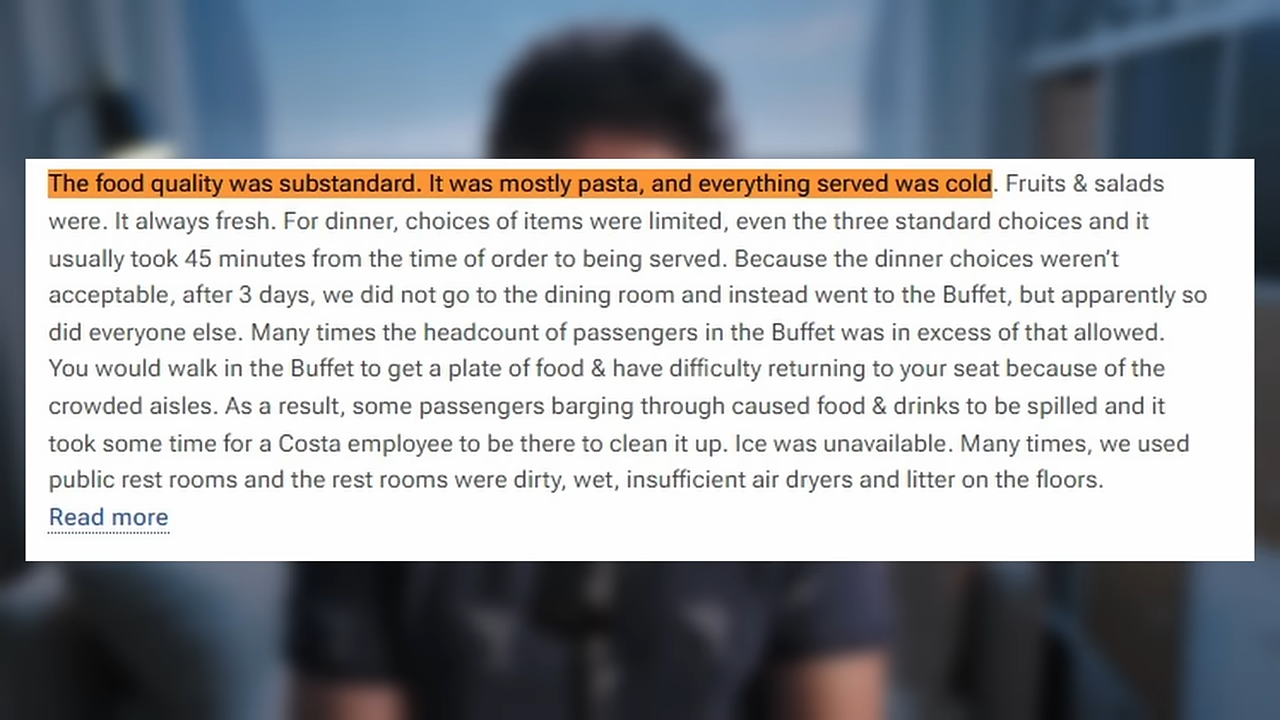 The food quality was substandard. It was mostly pasta, and everything served was cold. Fruits & salads
were. It always fresh. For dinner, choices of items were limited, even the three standard choices and it
usually took 45 minutes from the time of order to being served. Because the dinner choices weren't
acceptable, after 3 days, we did not go to the dining room and instead went to the Buffet, but apparently so
did everyone else. Many times the headcount of passengers in the Buffet was in excess of that allowed.
You would walk in the Buffet to get a plate of food & have difficulty returning to your seat because of the
crowded aisles. As a result, some passengers barging through caused food & drinks to be spilled and it
took some time for a Costa employee to be there to clean it up. Ice was unavailable. Many times, we used
public rest rooms and the rest rooms were dirty, wet, insufficient air dryers and litter on the floors.
Read more